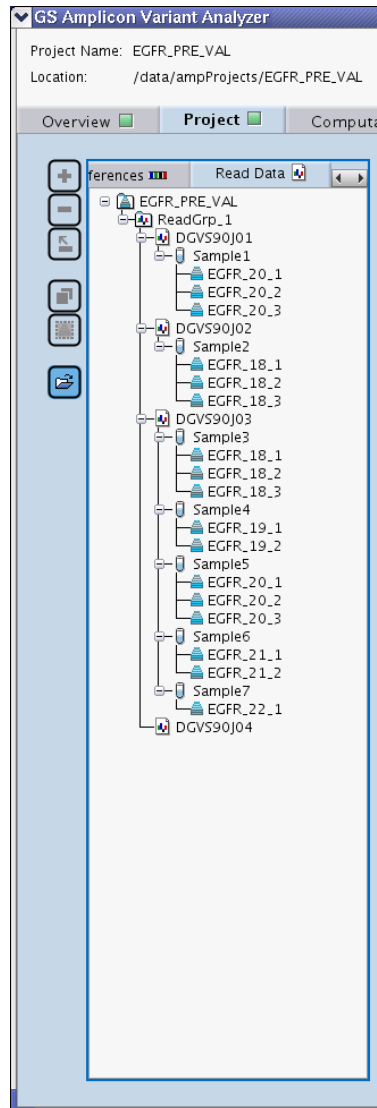 GS Amplicon Variant Analyzer
Project Name: EGFR_PRE_VAL
Location: /data/ampProjects/EGFR_PRE_VAL
Overview Project Computa
ferences Read Data
EGFR_PRE_VAL
ReadGrp_1
DGVS90J01
Sample1
EGFR_20_1
EGFR_20_2
EGFR_20_3
DGVS90J02
Sample2
EGFR_18_1
EGFR_18_2
EGFR_18_3
DGVS90J03
Sample3
EGFR_18_1
EGFR_18_2
EGFR_18_3
Sample4
EGFR_19_1
EGFR_19_2
Sample5
EGFR_20_1
EGFR_20_2
EGFR_20_3
Sample6
EGFR_21_1
EGFR_21_2
Sample7
EGFR_22_1
DGVS90J04